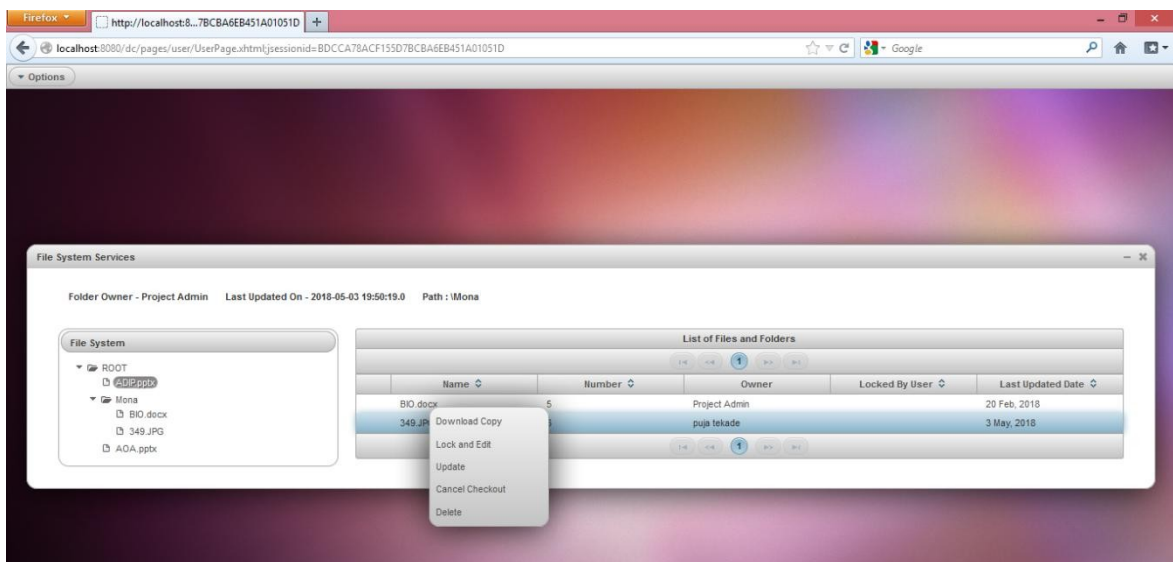 Firefox
http://localhost:8...7BCBA6EB451A01051D
localhost:8080/dc/pages/user/UserPage.xhtml;jsessionid=BDCCA78ACF155D7BCBA6EB451A01051D
Google
Options
File System Services
Folder Owner - Project Admin Last Updated On - 2018-05-03 19:50:19.0 Path : \Mona
File System
ROOT
ADIP.pptx
Mona
BIO.docx
349.JPG
AOA.pptx
List of Files and Folders
1
Name Number Owner Locked By User Last Updated Date
BIO.docx 5 Project Admin 20 Feb, 2018
349.JP puja tekade 3 May, 2018
1
Download Copy
Lock and Edit
Update
Cancel Checkout
Delete